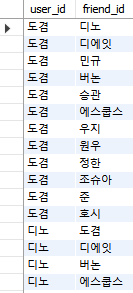 user_id friend_id
도겸 디노
도겸 디에잇
도겸 민규
도겸 버논
도겸 승관
도겸 에스쿱스
도겸 우지
도겸 원우
도겸 정한
도겸 조슈아
도겸 준
도겸 호시
디노 도겸
디노 디에잇
디노 버논
디노 에스쿱스